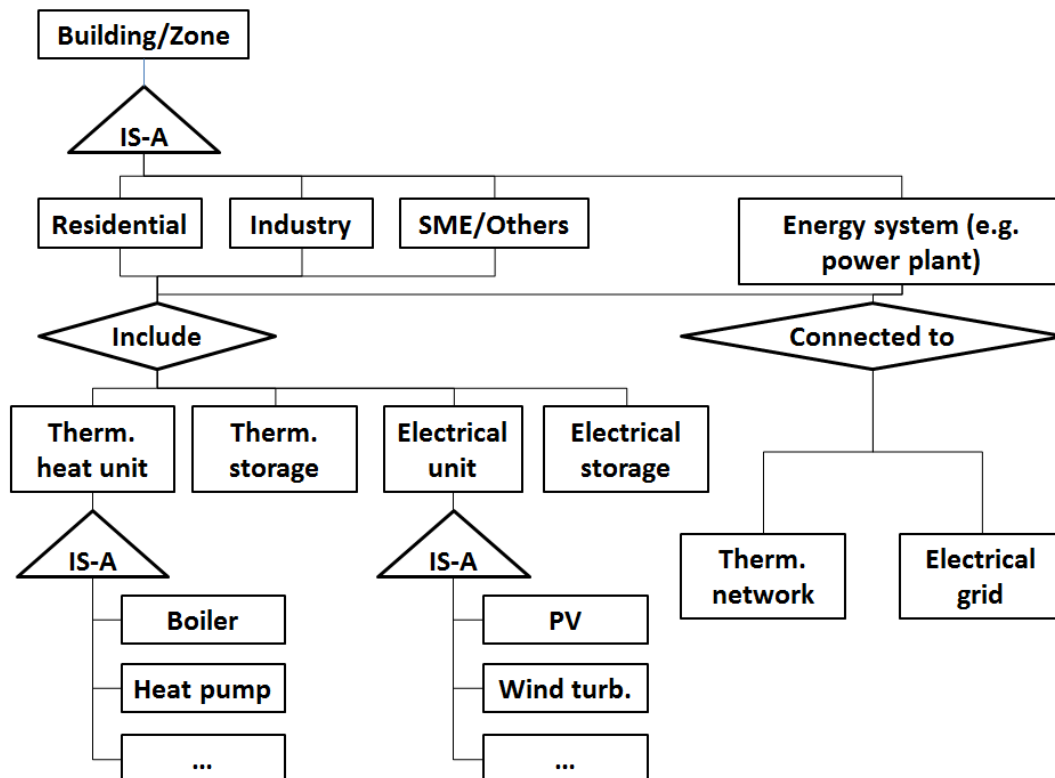 Building/Zone
IS-A
Residential
Industry
SME/Others
Energy system (e.g.
power plant)
Include
Connected to
Therm.
heat unit
Therm.
storage
Electrical
unit
Electrical
storage
IS-A
IS-A
Therm.
network
Electrical
grid
Boiler
PV
Heat pump
Wind turb.
...
...